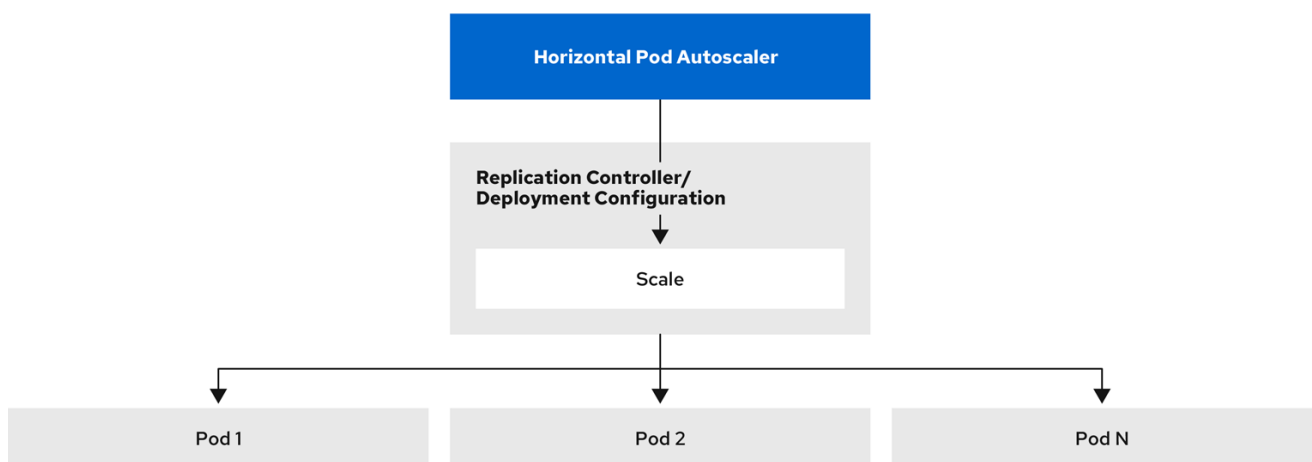 Horizontal Pod Autoscaler
Replication Controller/
Deployment Configuration
Scale
Pod 1
Pod 2
Pod N